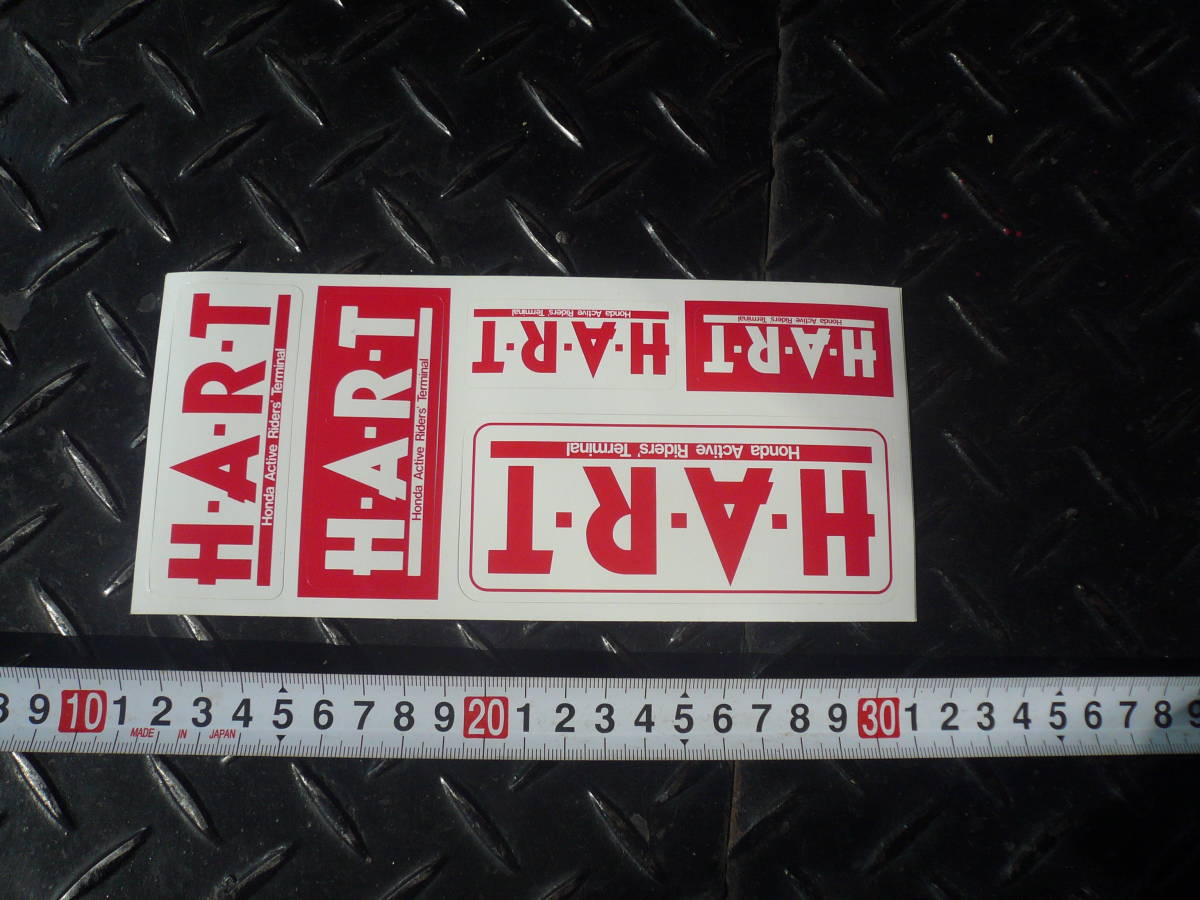 H·A·R·T
Honda Active Riders' Terminal
H·A·R·T
Honda Active Riders' Terminal
Honda Active Riders' Terminal
H·A·R·T
Honda Active Riders' Terminal
H·A·R·T
Honda Active Riders' Terminal
H·A·R·T
8 9 10 1 2 3 4 5 6 7 8 9 20 1 2 3 4 5 6 7 8 9 30 1 2 3 4 5 6 7 8 9
MADE IN JAPAN